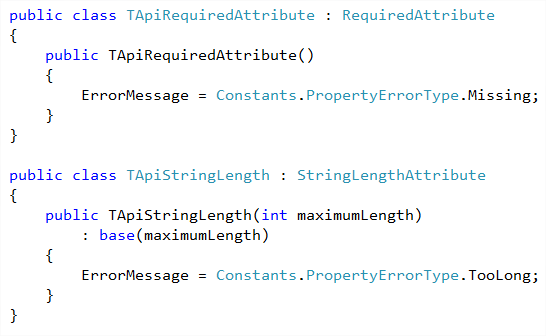 public class TApiRequiredAttribute : RequiredAttribute
{
    public TApiRequiredAttribute()
    {
        ErrorMessage = Constants.PropertyErrorType.Missing;
    }
}

public class TApiStringLength : StringLengthAttribute
{
    public TApiStringLength(int maximumLength)
        : base(maximumLength)
    {
        ErrorMessage = Constants.PropertyErrorType.TooLong;
    }
}